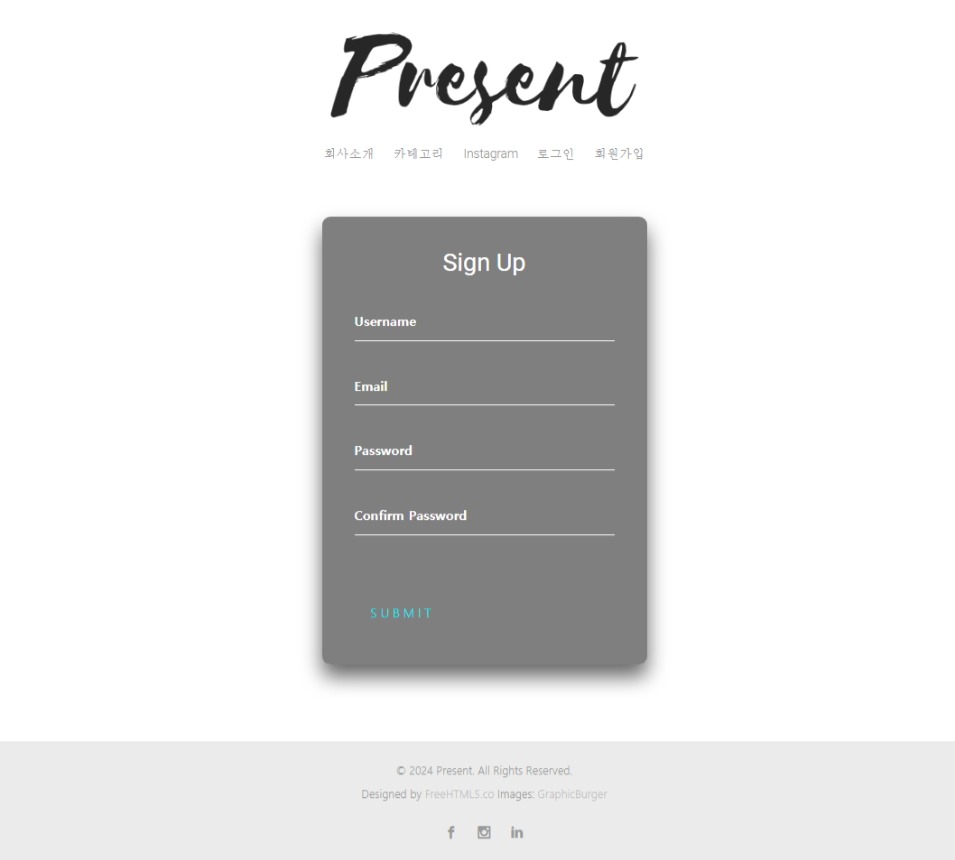 Present
회사소개 카테고리 Instagram 로그인 회원가입
Sign Up
Username
Email
Password
Confirm Password
SUBMIT
© 2024 Present. All Rights Reserved.
Designed by FreeHTML5.co Images: GraphicBurger